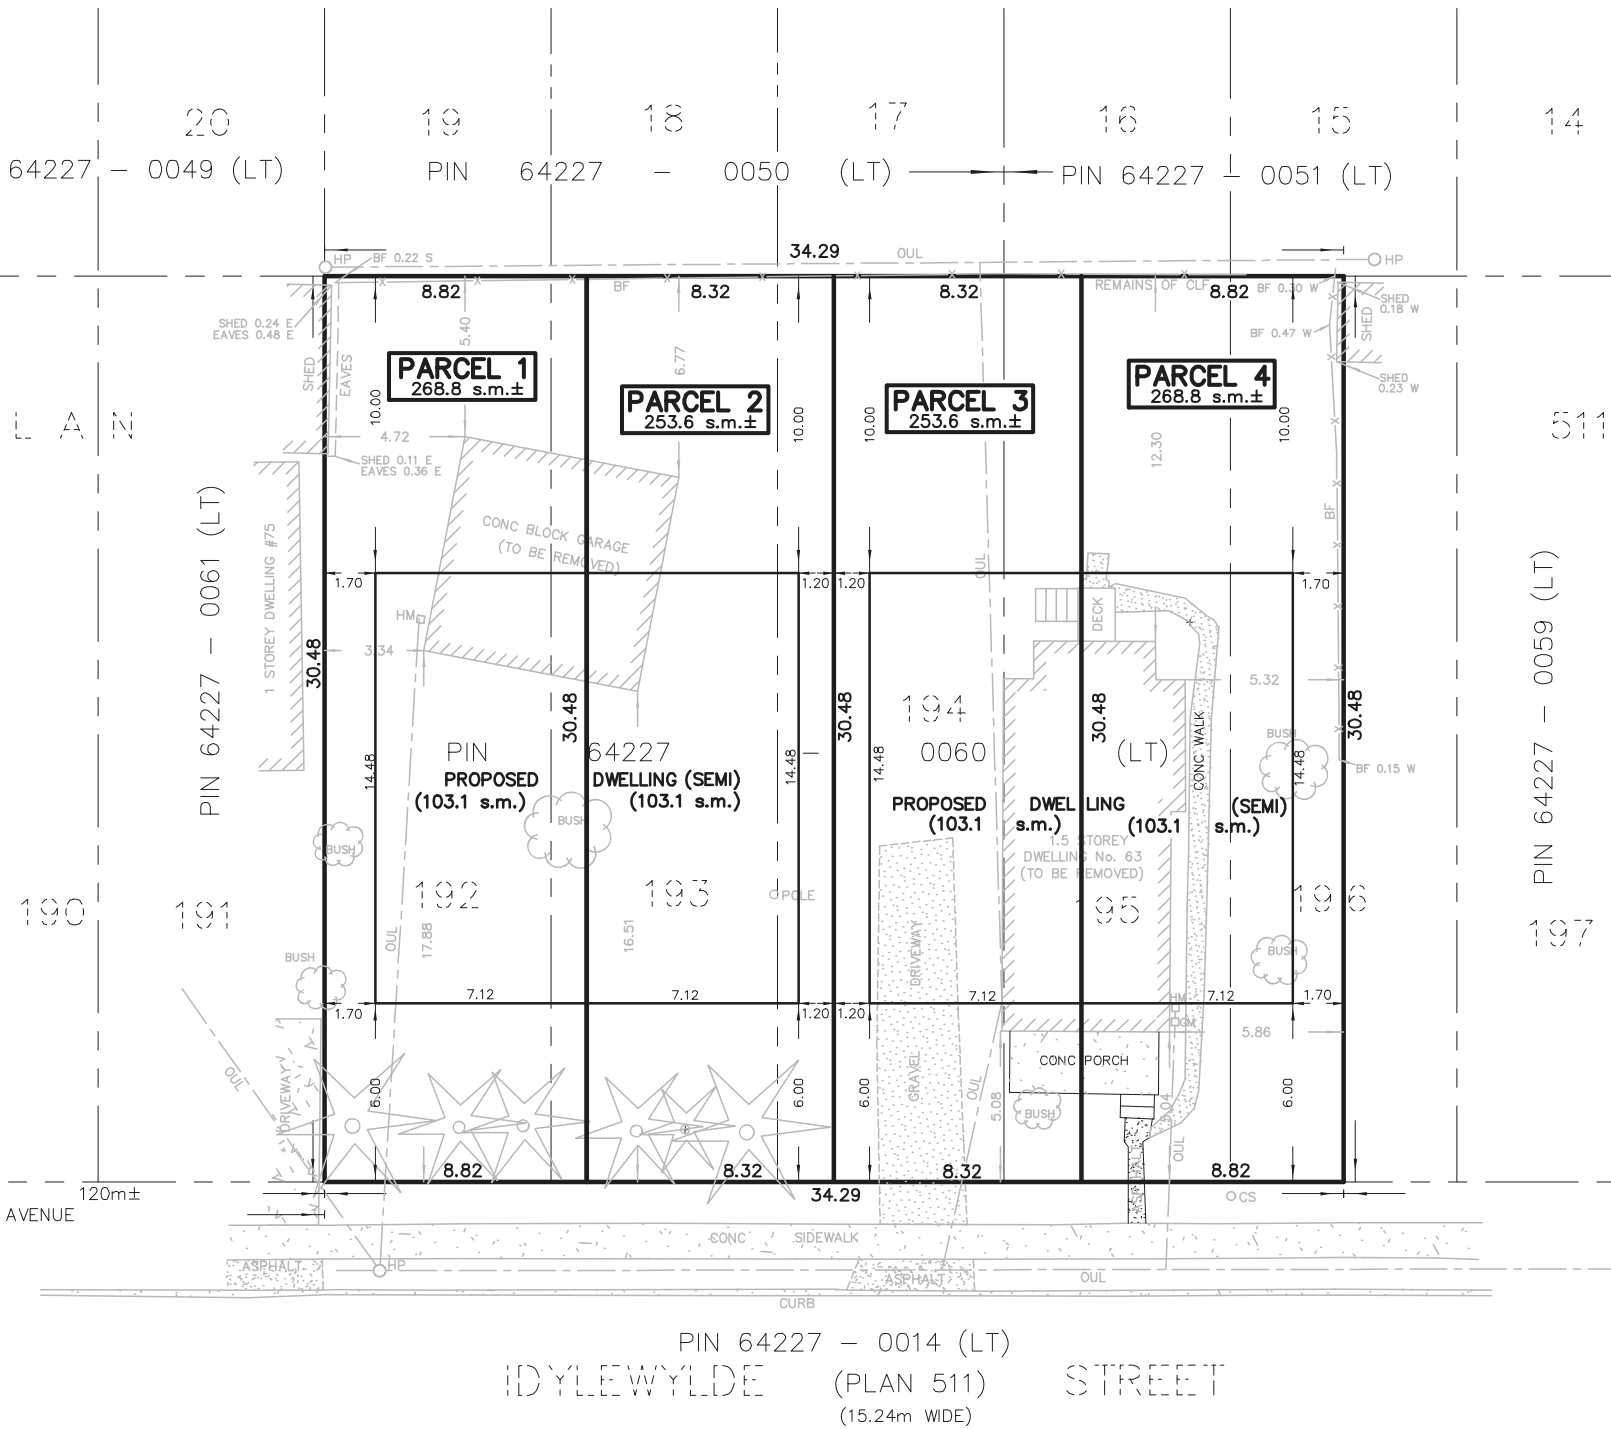 20 19 18 17 16 15 14
64227 - 0049 (LT) PIN 64227 - 0050 (LT) PIN 64227 - 0051 (LT)
HP BF 0.22 S 34.29 OUL HP
8.82 BF 8.32 8.32 REMAINS OF CLF 8.82 BF 0.30 W
SHED 0.18 W
SHED 0.24 E
EAVES 0.48 E
5.40
BF 0.47 W
SHED
SHED
EAVES
6.77
PARCEL 1
268.8 s.m.±
PARCEL 2
253.6 s.m.±
PARCEL 3
253.6 s.m.±
PARCEL 4
268.8 s.m.±
SHED
0.23 W
10.00 10.00 10.00 10.00
LAN 511
4.72
12.30
SHED 0.11 E
EAVES 0.36 E
BF
CONC BLOCK GARAGE
(TO BE REMOVED)
1 STOREY DWELLING #75
PIN 64227 - 0061 (LT)
PIN 64227 - 0059 (LT)
OUL
1.70 1.20 1.20 1.70
HM
DECK
3.34
5.32
30.48 30.48 30.48 30.48 30.48
194
CONC WALK
BUSH
PIN 64227 - 0060 (LT)
14.48 14.48 14.48 14.48
BF 0.15 W
PROPOSED DWELLING (SEMI)
(103.1 s.m.) (103.1 s.m.)
PROPOSED DWELLING (SEMI)
(103.1 s.m.) (103.1 s.m.)
BUSH
BUSH
1.5 STOREY
DWELLING No. 63
(TO BE REMOVED)
190 191 192 193 195 196 197
POLE
OUL
17.88
16.51
DRIVEWAY
BUSH
BUSH
7.12 7.12 7.12 7.12
HM
1.70 1.20 1.20 1.70
GM
5.86
CONC PORCH
OUL
DRIVEWAY
6.00 6.00 6.00 6.00
GRAVEL
OUL
5.08
BUSH
5.04
OUL
8.82 8.32 8.32 8.82
ASPHALT
120m±
34.29
CS
AVENUE
CONC SIDEWALK
ASPHALT HP ASPHALT OUL
CURB
PIN 64227 - 0014 (LT)
IDYLEWYLDE (PLAN 511) STREET
(15.24m WIDE)